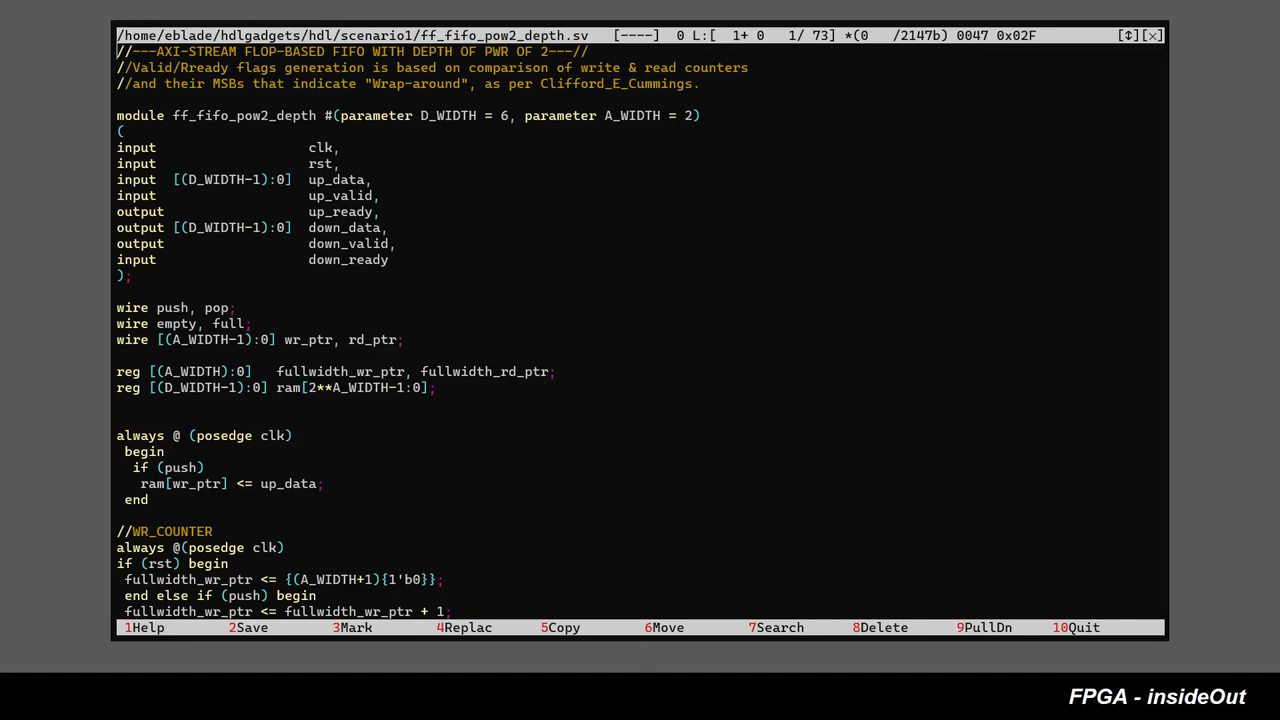 /home/eblade/hdlgadgets/hdl/scenario1/ff_fifo_pow2_depth.sv   [----]  0 L:[  1+ 0   1/ 73] *(0   /2147b) 0047 0x02F   [↕][×]
//---AXI-STREAM FLOP-BASED FIFO WITH DEPTH OF PWR OF 2---//
//Valid/Rready flags generation is based on comparison of write & read counters
//and their MSBs that indicate "Wrap-around", as per Clifford_E_Cummings.
module ff_fifo_pow2_depth #(parameter D_WIDTH = 6, parameter A_WIDTH = 2)
(
input                   clk,
input                   rst,
input  [(D_WIDTH-1):0]  up_data,
input                   up_valid,
output                  up_ready,
output [(D_WIDTH-1):0]  down_data,
output                  down_valid,
input                   down_ready
);
wire push, pop;
wire empty, full;
wire [(A_WIDTH-1):0] wr_ptr, rd_ptr;
reg [(A_WIDTH):0]   fullwidth_wr_ptr, fullwidth_rd_ptr;
reg [(D_WIDTH-1):0] ram[2**A_WIDTH-1:0];
always @ (posedge clk)
 begin
  if (push)
   ram[wr_ptr] <= up_data;
 end
//WR_COUNTER
always @(posedge clk)
if (rst) begin
 fullwidth_wr_ptr <= {(A_WIDTH+1){1'b0}};
 end else if (push) begin
 fullwidth_wr_ptr <= fullwidth_wr_ptr + 1;
1Help   2Save   3Mark   4Replac   5Copy   6Move   7Search   8Delete   9PullDn   10Quit
FPGA - insideOut